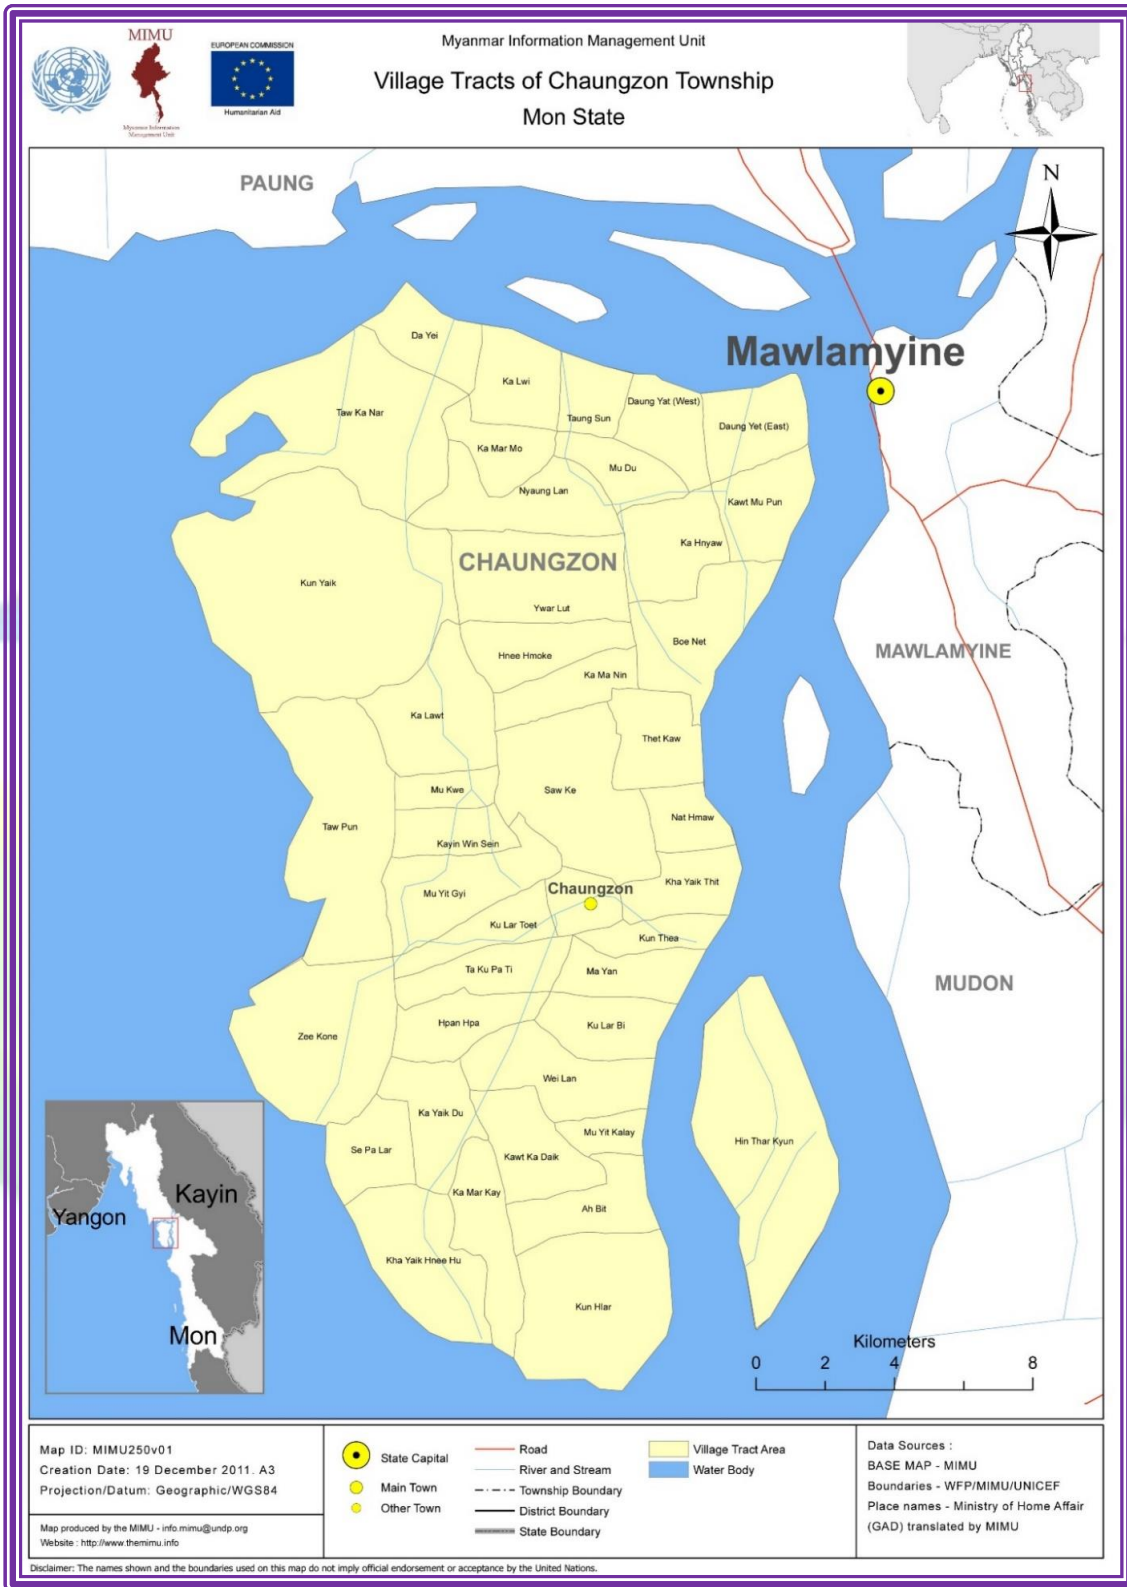 MIMU
Myanmar Information
Management Unit
EUROPEAN COMMISSION
Humanitarian Aid
Myanmar Information Management Unit
Village Tracts of Chaungzon Township
Mon State
PAUNG
N
Mawlamyine
Da Yei
Ka Lwi
Taw Ka Nar
Taung Sun
Daung Yat (West)
Daung Yet (East)
Ka Mar Mo
Mu Du
Nyaung Lan
Kawt Mu Pun
Ka Hnyaw
CHAUNGZON
Kun Yaik
Ywar Lut
Boe Net
MAWLAMYINE
Hnee Hmoke
Ka Ma Nin
Ka Lawt
Thet Kaw
Mu Kwe
Saw Ke
Taw Pun
Nat Hmaw
Kayin Win Sein
Mu Yit Gyi
Chaungzon
Kha Yaik Thit
Ku Lar Toet
Kun Thea
Ta Ku Pa Ti
Ma Yan
MUDON
Hpan Hpa
Ku Lar Bi
Zee Kone
Wei Lan
Ka Yaik Du
Mu Yit Kalay
Se Pa Lar
Kawt Ka Daik
Hin Thar Kyun
Ka Mar Kay
Ah Bit
Kha Yaik Hnee Hu
Kun Hlar
Kayin
Yangon
Mon
Kilometers
0 2 4 8
Map ID: MIMU250v01
Creation Date: 19 December 2011. A3
Projection/Datum: Geographic/WGS84
Map produced by the MIMU - info.mimu@undp.org
Website : http://www.themimu.info
State Capital
Main Town
Other Town
Road
River and Stream
Township Boundary
District Boundary
State Boundary
Village Tract Area
Water Body
Data Sources :
BASE MAP - MIMU
Boundaries - WFP/MIMU/UNICEF
Place names - Ministry of Home Affair
(GAD) translated by MIMU
Disclaimer: The names shown and the boundaries used on this map do not imply official endorsement or acceptance by the United Nations.